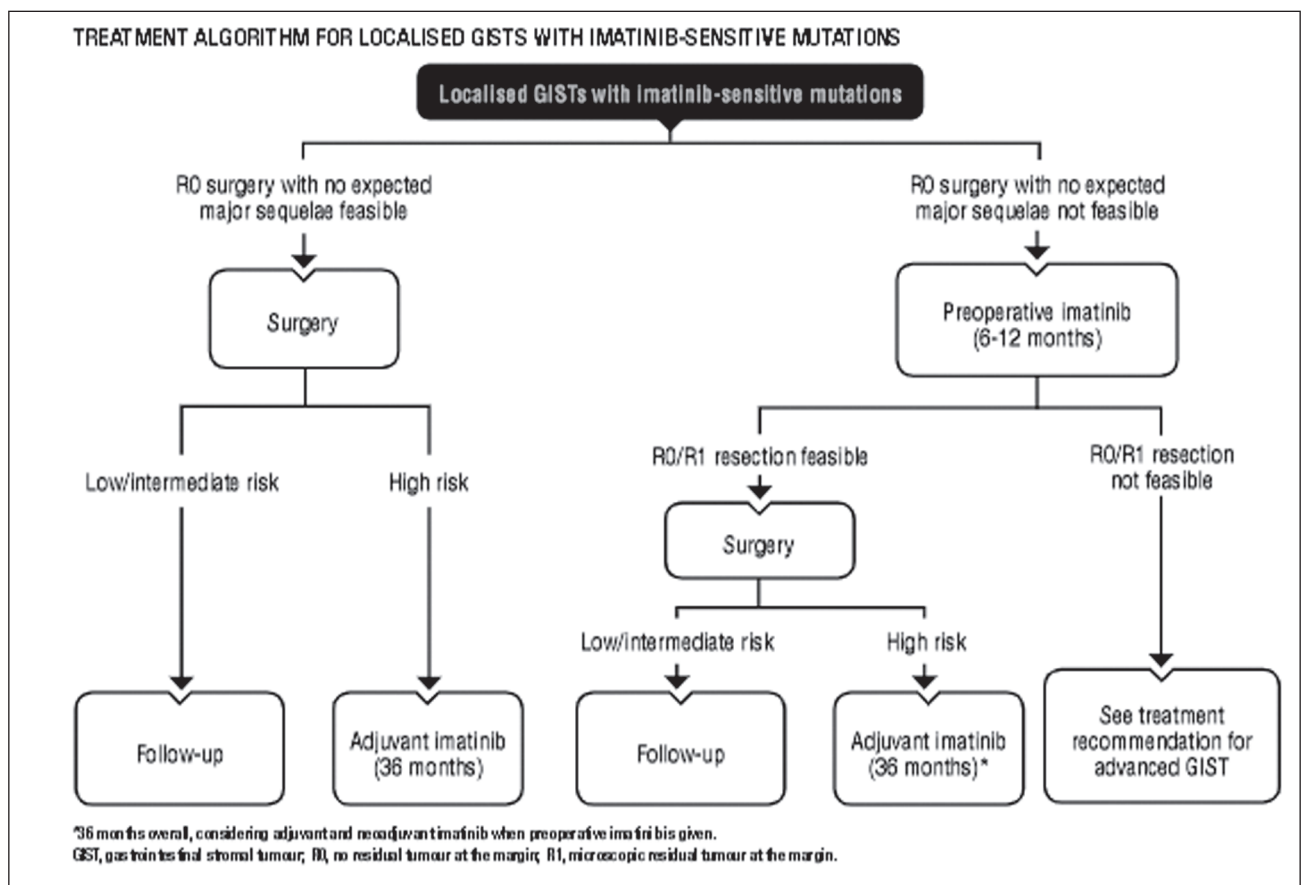 TREATMENT ALGORITHM FOR LOCALISED GISTS WITH IMATINIB-SENSITIVE MUTATIONS
Localised GISTs with imatinib-sensitive mutations
R0 surgery with no expected
major sequelae feasible
R0 surgery with no expected
major sequelae not feasible
Surgery
Preoperative imatinib
(6-12 months)
Low/intermediate risk
High risk
R0/R1 resection feasible
R0/R1 resection
not feasible
Surgery
Low/intermediate risk
High risk
Follow-up
Adjuvant imatinib
(36 months)
Follow-up
Adjuvant imatinib
(36 months)*
See treatment
recommendation for
advanced GIST
*36 months overall, considering adjuvant and neoadjuvant imatinib when preoperative imatinib is given.
GIST, gastrointestinal stromal tumour; R0, no residual tumour at the margin; R1, microscopic residual tumour at the margin.